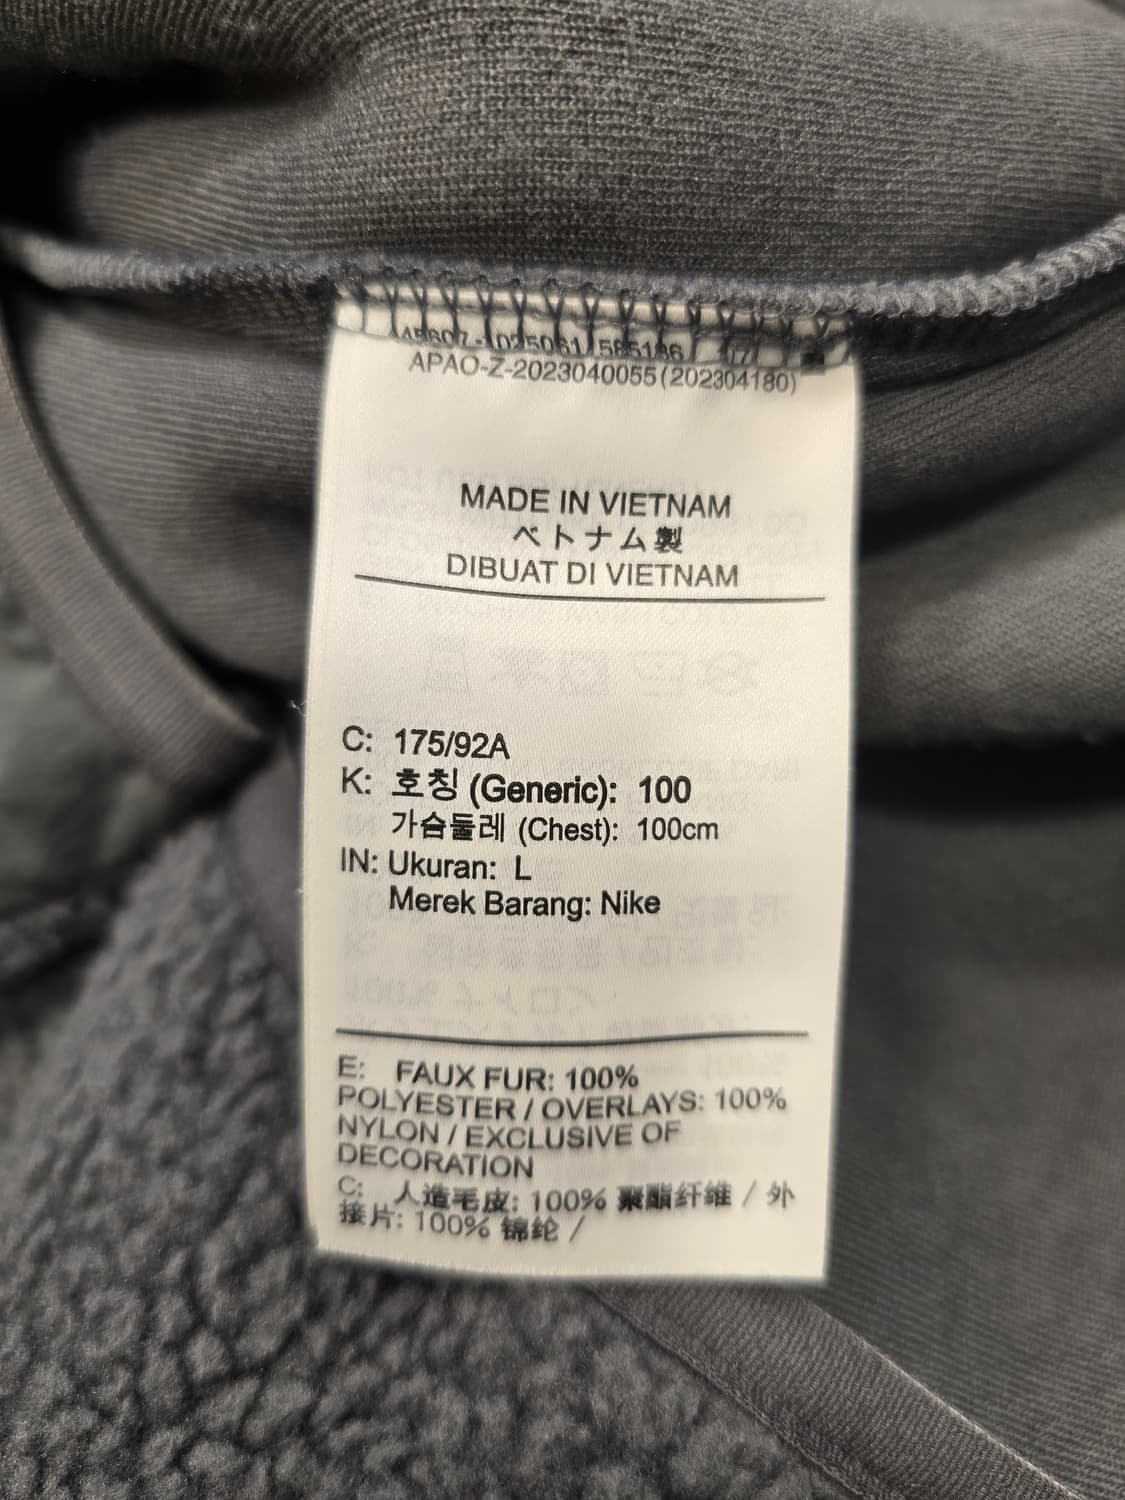 APAO-Z-2023040055(202304180)
MADE IN VIETNAM
ベトナム製
DIBUAT DI VIETNAM
C: 175/92A
K: 호칭 (Generic): 100
가슴둘레 (Chest): 100cm
IN: Ukuran: L
Merek Barang: Nike
E: FAUX FUR: 100%
POLYESTER / OVERLAYS: 100%
NYLON / EXCLUSIVE OF
DECORATION
C: 人造毛皮: 100% 聚酯纤维 / 外
接片: 100% 锦纶 /